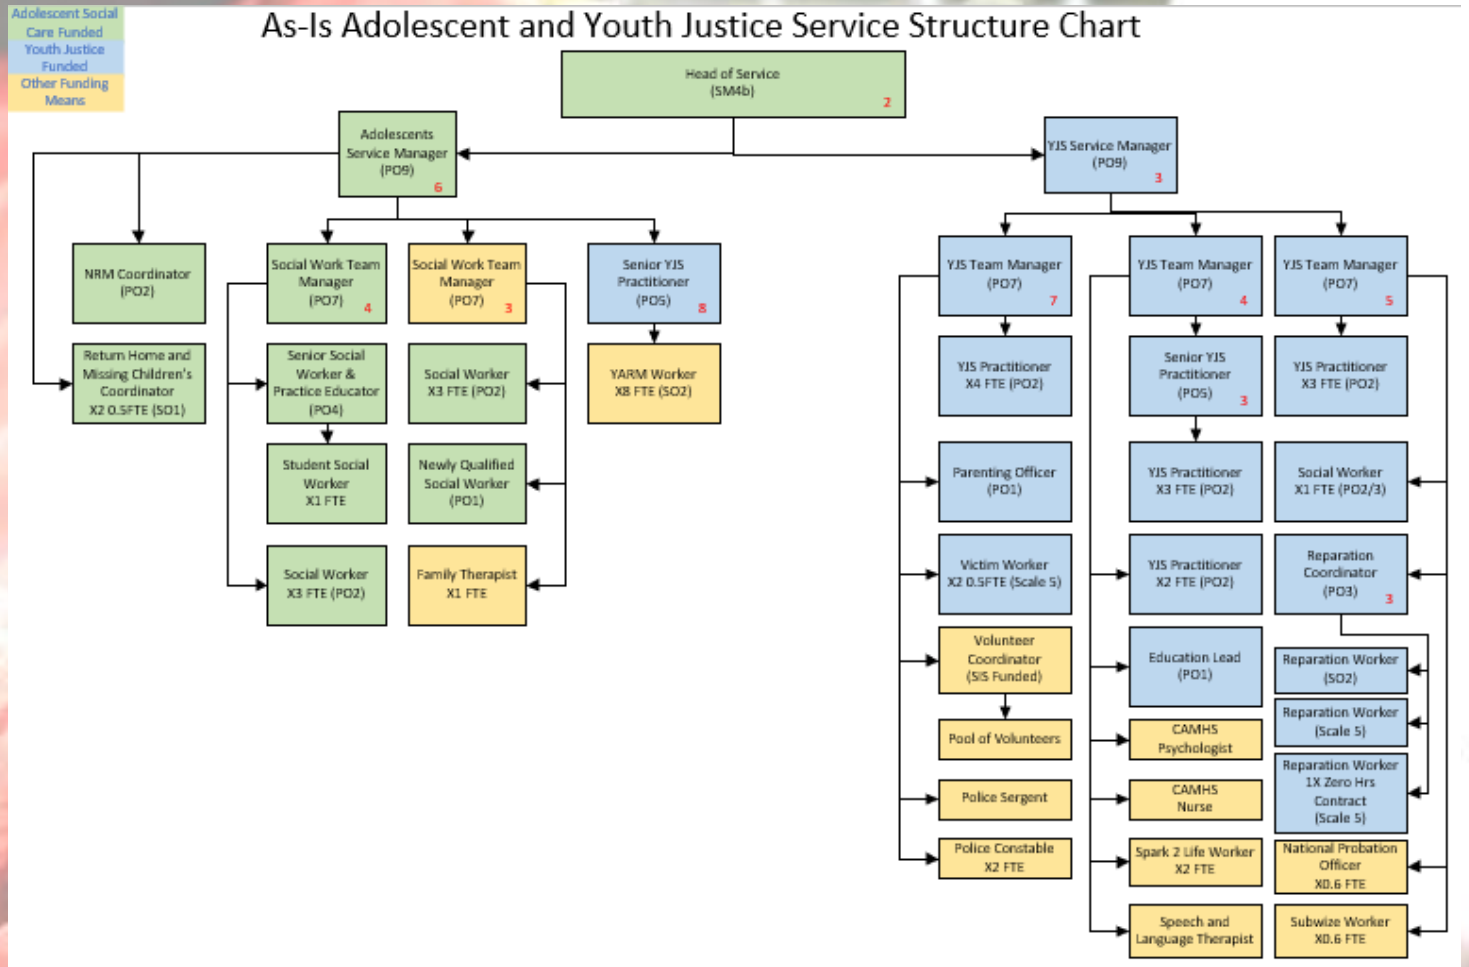 Adolescent Social
Care Funded
Youth Justice
Funded
Other Funding
Means
As-Is Adolescent and Youth Justice Service Structure Chart
Head of Service
(SM4b)
2
Adolescents
Service Manager
(PO9)
6
YJS Service Manager
(PO9)
3
NRM Coordinator
(PO2)
Social Work Team
Manager
(PO7)
4
Social Work Team
Manager
(PO7)
3
Senior YJS
Practitioner
(PO5)
8
YJS Team Manager
(PO7)
7
YJS Team Manager
(PO7)
4
YJS Team Manager
(PO7)
5
Return Home and
Missing Children's
Coordinator
X2 0.5FTE (SO1)
Senior Social
Worker &
Practice Educator
(PO4)
Social Worker
X3 FTE (PO2)
YARM Worker
X8 FTE (SO2)
YJS Practitioner
X4 FTE (PO2)
Senior YJS
Practitioner
(PO5)
3
YJS Practitioner
X3 FTE (PO2)
Student Social
Worker
X1 FTE
Newly Qualified
Social Worker
(PO1)
Parenting Officer
(PO1)
YJS Practitioner
X3 FTE (PO2)
Social Worker
X1 FTE (PO2/3)
Social Worker
X3 FTE (PO2)
Family Therapist
X1 FTE
Victim Worker
X2 0.5FTE (Scale 5)
YJS Practitioner
X2 FTE (PO2)
Reparation
Coordinator
(PO3)
3
Volunteer
Coordinator
(SIS Funded)
Education Lead
(PO1)
Reparation Worker
(SO2)
Reparation Worker
(Scale 5)
Pool of Volunteers
CAMHS
Psychologist
Reparation Worker
1X Zero Hrs
Contract
(Scale 5)
Police Sergent
CAMHS
Nurse
Police Constable
X2 FTE
Spark 2 Life Worker
X2 FTE
National Probation
Officer
X0.6 FTE
Speech and
Language Therapist
Subwize Worker
X0.6 FTE